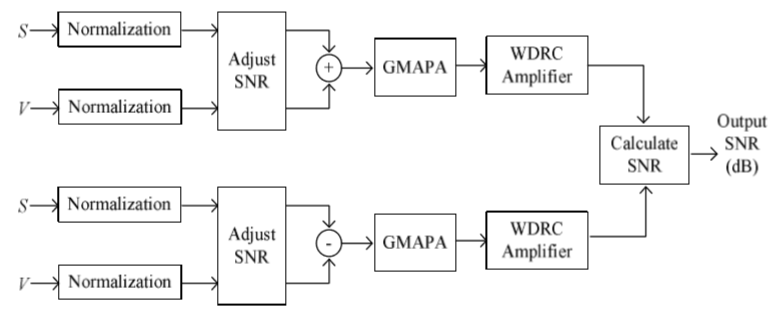 S
Normalization
V
Normalization
Adjust
SNR
+
GMAPA
WDRC
Amplifier
S
Normalization
V
Normalization
Adjust
SNR
-
GMAPA
WDRC
Amplifier
Calculate
SNR
Output
SNR
(dB)